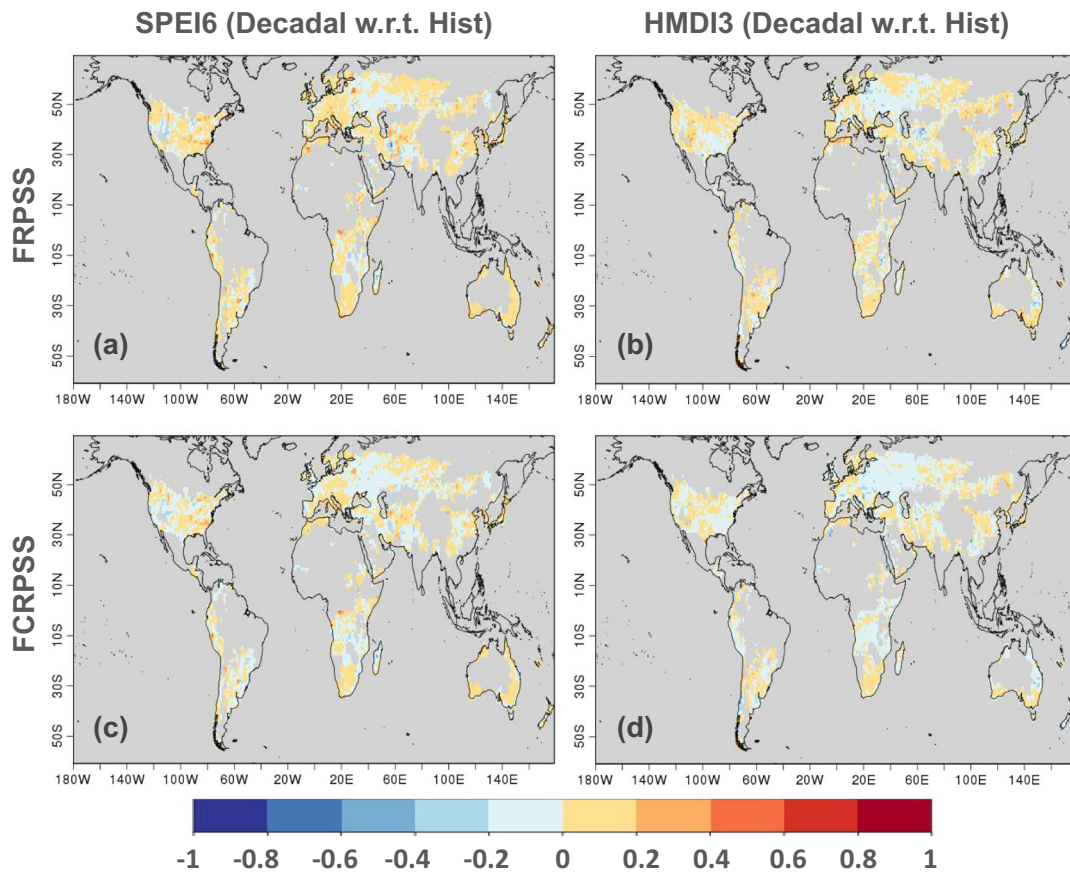 SPEI6 (Decadal w.r.t. Hist)
HMDI3 (Decadal w.r.t. Hist)
FRPSS
50N
30N
10N
10S
30S
50S
(a)
180W 140W 100W 60W 20W 20E 60E 100E 140E
50N
30N
10N
10S
30S
50S
(b)
180W 140W 100W 60W 20W 20E 60E 100E 140E
FCRPSS
50N
30N
10N
10S
30S
50S
(c)
180W 140W 100W 60W 20W 20E 60E 100E 140E
50N
30N
10N
10S
30S
50S
(d)
180W 140W 100W 60W 20W 20E 60E 100E 140E
-1 -0.8 -0.6 -0.4 -0.2 0 0.2 0.4 0.6 0.8 1